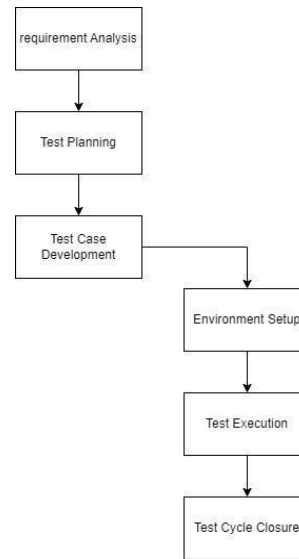 requirement Analysis
Test Planning
Test Case
Development
Environment Setup
Test Execution
Test Cycle Closure